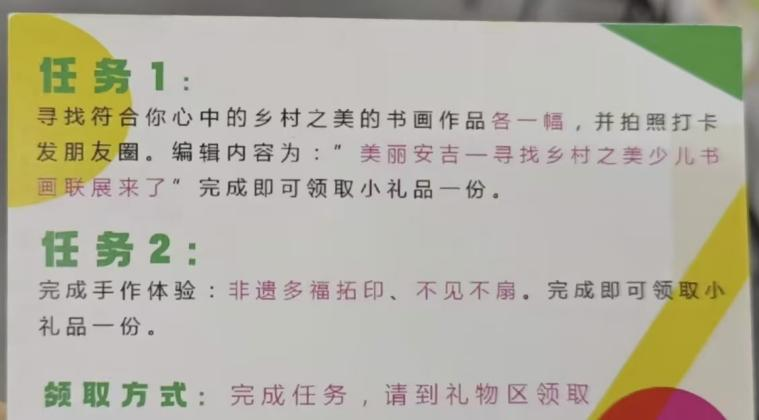 任务1：
寻找符合你心中的乡村之美的书画作品各一幅，并拍照打卡
发朋友圈。编辑内容为：”美丽安吉—寻找乡村之美少儿书
画联展来了”完成即可领取小礼品一份。
任务2：
完成手作体验：非遗多福拓印、不见不扇。完成即可领取小
礼品一份。
领取方式：完成任务，请到礼物区领取